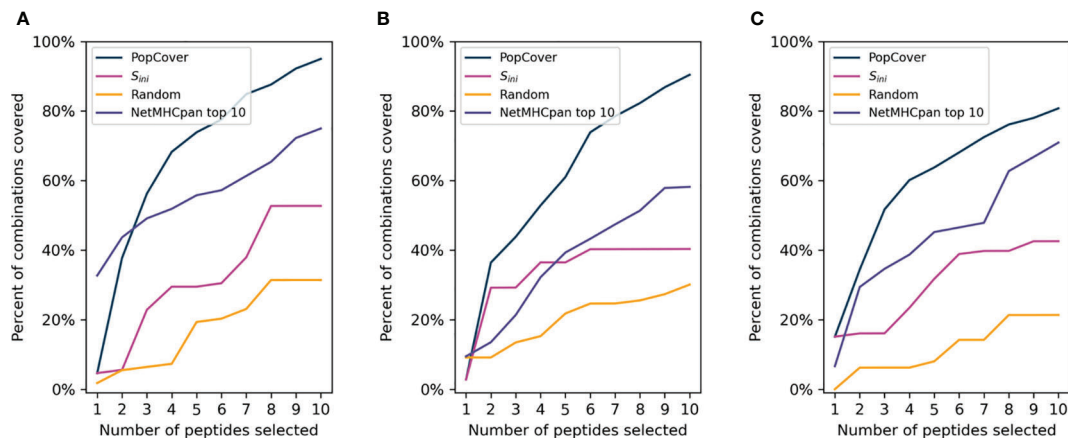 A
B
C
100%
80%
60%
40%
20%
0%
Percent of combinations covered
PopCover
Sini
Random
NetMHCpan top 10
1 2 3 4 5 6 7 8 9 10
Number of peptides selected
100%
80%
60%
40%
20%
0%
Percent of combinations covered
PopCover
Sini
Random
NetMHCpan top 10
1 2 3 4 5 6 7 8 9 10
Number of peptides selected
100%
80%
60%
40%
20%
0%
Percent of combinations covered
PopCover
Sini
Random
NetMHCpan top 10
1 2 3 4 5 6 7 8 9 10
Number of peptides selected